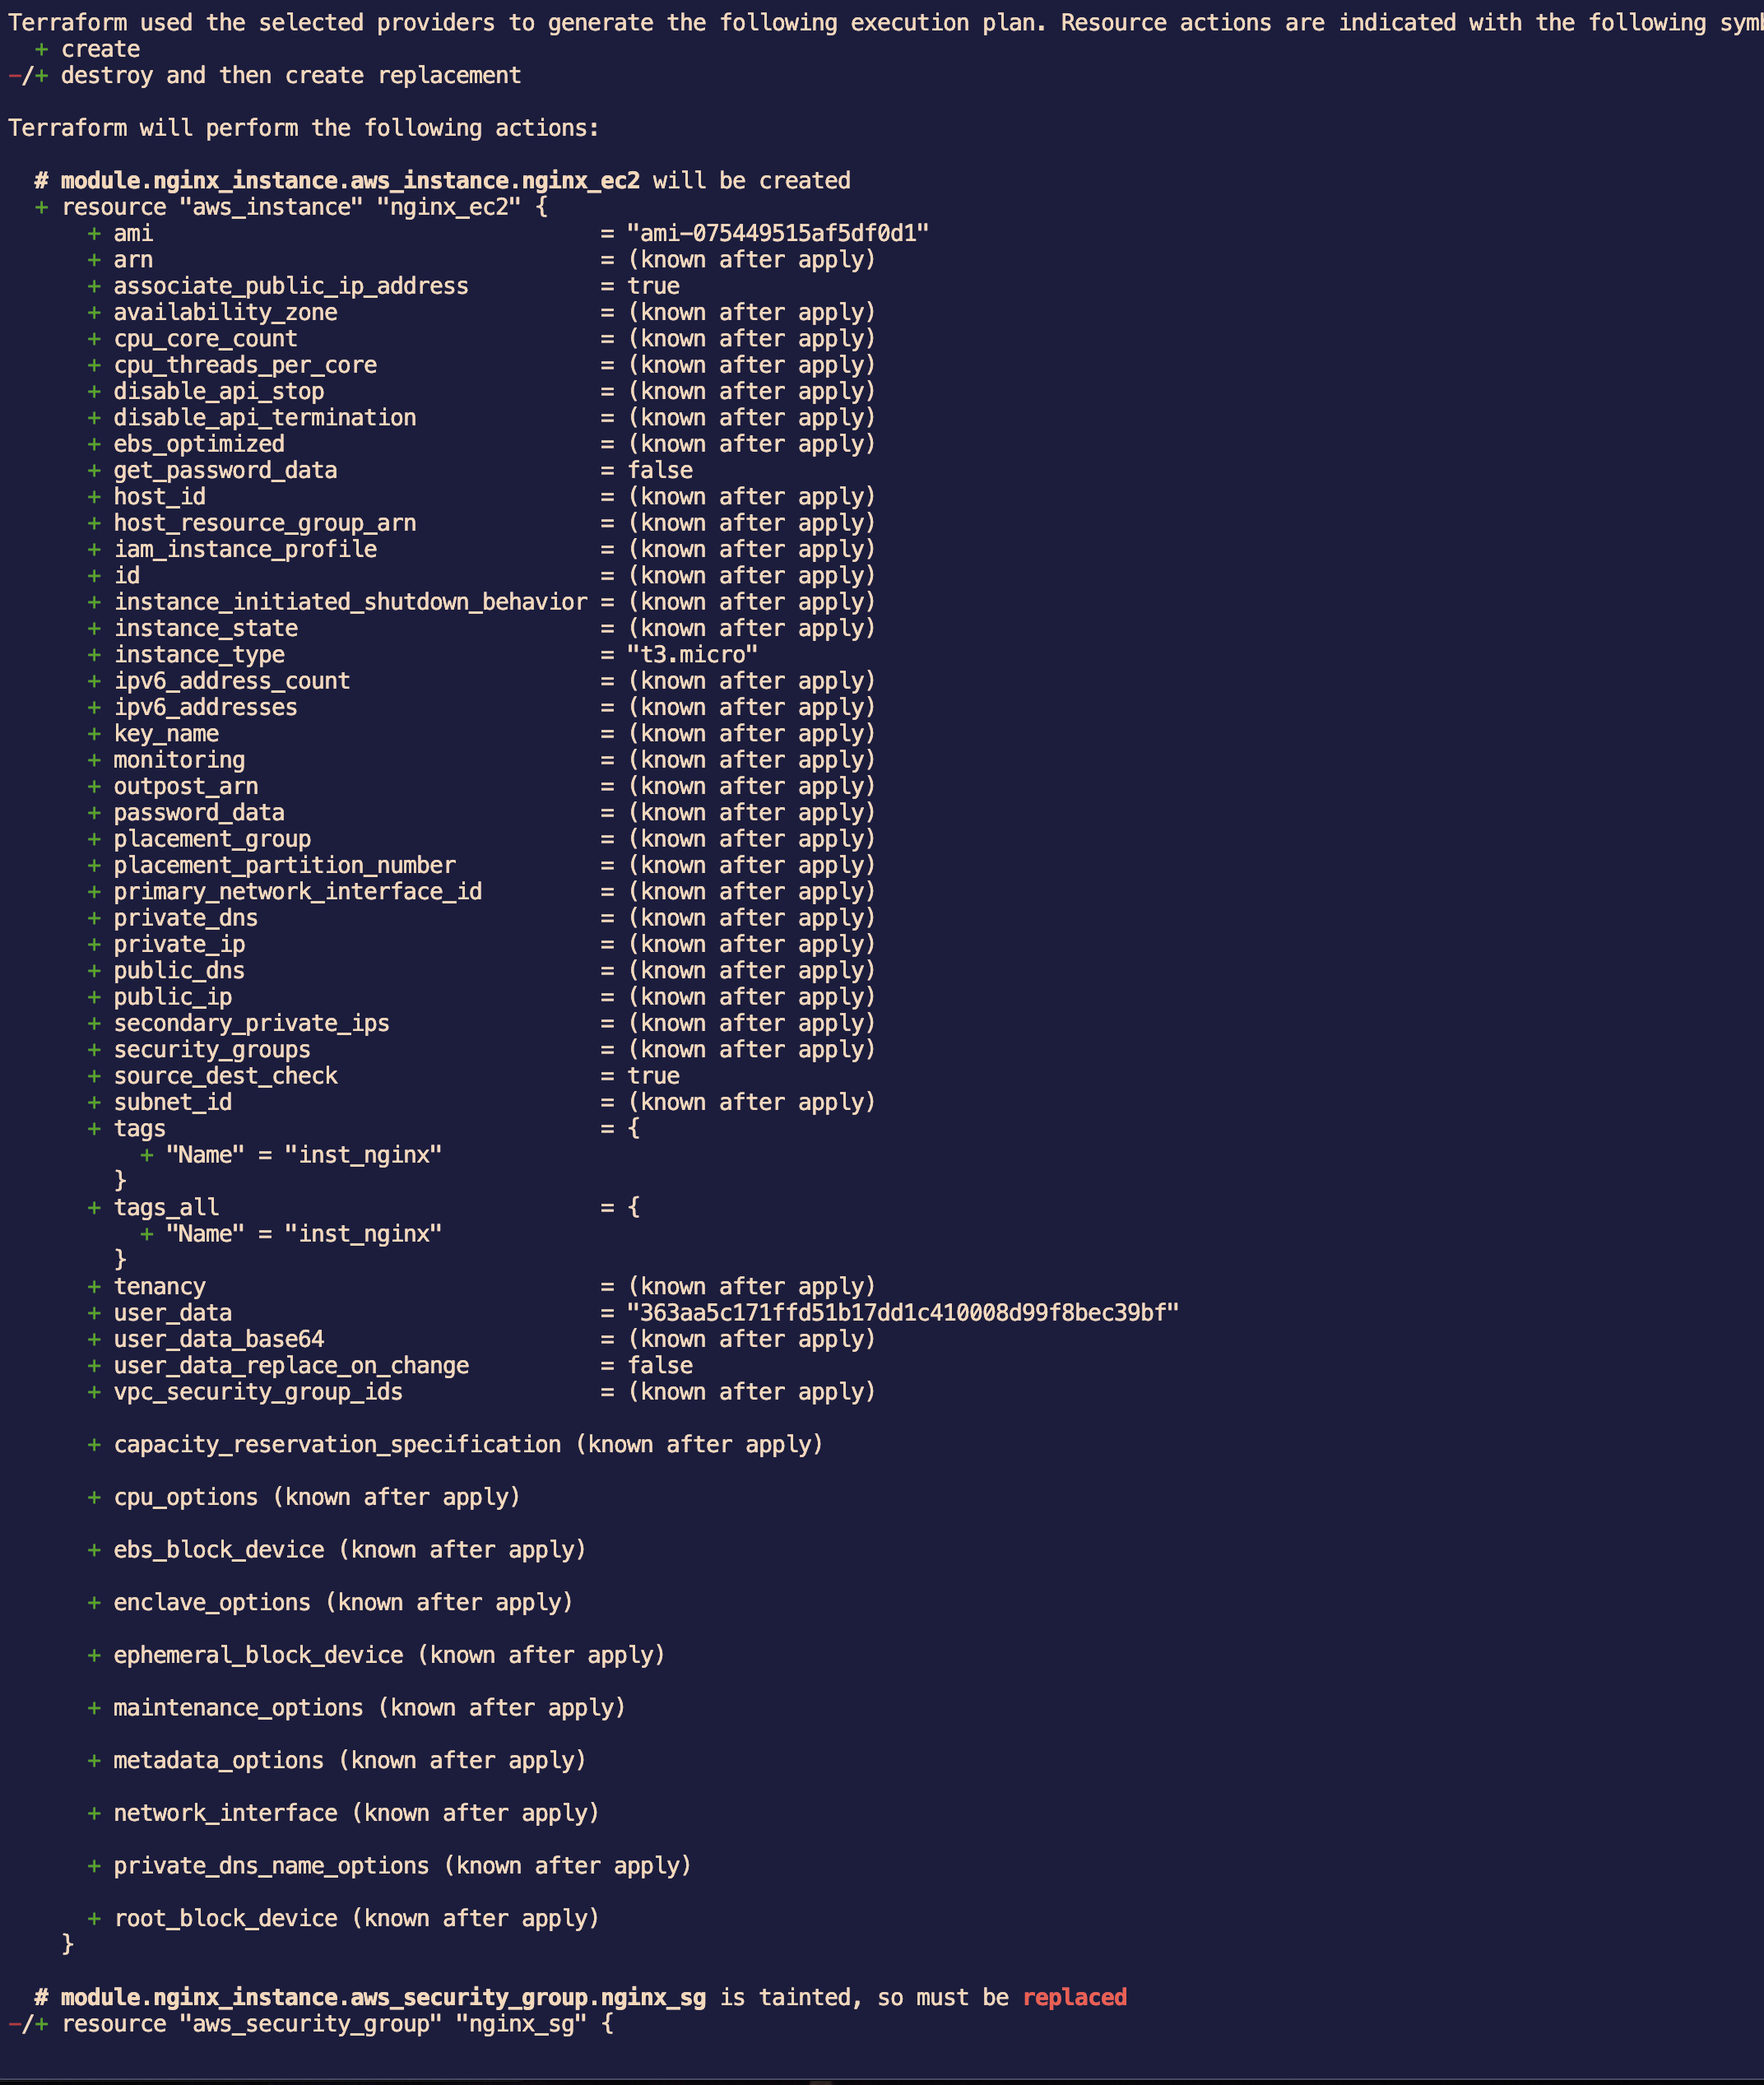 Terraform used the selected providers to generate the following execution plan. Resource actions are indicated with the following
+ create
-/+ destroy and then create replacement
Terraform will perform the following actions:
# module.nginx_instance.aws_instance.nginx_ec2 will be created
+ resource "aws_instance" "nginx_ec2" {
+ ami = "ami-075449515af5df0d1"
+ arn = (known after apply)
+ associate_public_ip_address = true
+ availability_zone = (known after apply)
+ cpu_core_count = (known after apply)
+ cpu_threads_per_core = (known after apply)
+ disable_api_stop = (known after apply)
+ disable_api_termination = (known after apply)
+ ebs_optimized = (known after apply)
+ get_password_data = false
+ host_id = (known after apply)
+ host_resource_group_arn = (known after apply)
+ iam_instance_profile = (known after apply)
+ id = (known after apply)
+ instance_initiated_shutdown_behavior = (known after apply)
+ instance_state = (known after apply)
+ instance_type = "t3.micro"
+ ipv6_address_count = (known after apply)
+ ipv6_addresses = (known after apply)
+ key_name = (known after apply)
+ monitoring = (known after apply)
+ outpost_arn = (known after apply)
+ password_data = (known after apply)
+ placement_group = (known after apply)
+ placement_partition_number = (known after apply)
+ primary_network_interface_id = (known after apply)
+ private_dns = (known after apply)
+ private_ip = (known after apply)
+ public_dns = (known after apply)
+ public_ip = (known after apply)
+ secondary_private_ips = (known after apply)
+ security_groups = (known after apply)
+ source_dest_check = true
+ subnet_id = (known after apply)
+ tags = {
+ "Name" = "inst_nginx"
}
+ tags_all = {
+ "Name" = "inst_nginx"
}
+ tenancy = (known after apply)
+ user_data = "363aa5c171ffd51b17dd1c410008d99f8bec39bf"
+ user_data_base64 = (known after apply)
+ user_data_replace_on_change = false
+ vpc_security_group_ids = (known after apply)
+ capacity_reservation_specification (known after apply)
+ cpu_options (known after apply)
+ ebs_block_device (known after apply)
+ enclave_options (known after apply)
+ ephemeral_block_device (known after apply)
+ maintenance_options (known after apply)
+ metadata_options (known after apply)
+ network_interface (known after apply)
+ private_dns_name_options (known after apply)
+ root_block_device (known after apply)
}
# module.nginx_instance.aws_security_group.nginx_sg is tainted, so must be replaced
-/+ resource "aws_security_group" "nginx_sg" {